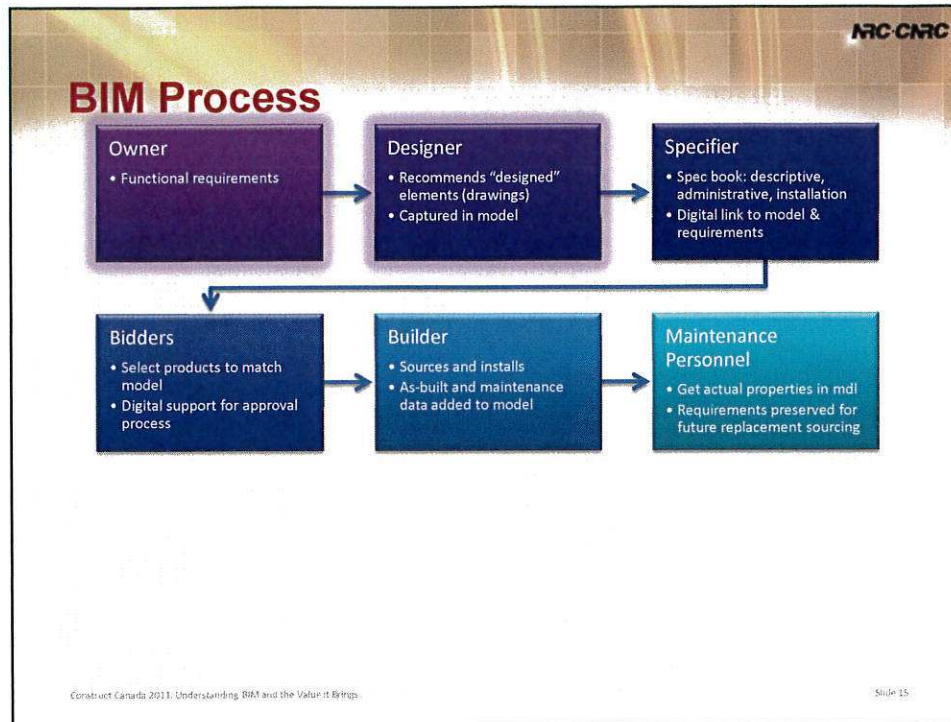 NRC·CNRC
BIM Process
Owner
• Functional requirements
Designer
• Recommends “designed”
elements (drawings)
• Captured in model
Specifier
• Spec book: descriptive,
administrative, installation
• Digital link to model &
requirements
Bidders
• Select products to match
model
• Digital support for approval
process
Builder
• Sources and installs
• As-built and maintenance
data added to model
Maintenance
Personnel
• Get actual properties in mdl
• Requirements preserved for
future replacement sourcing
Construct Canada 2011: Understanding BIM and the Value it Brings
Slide 15